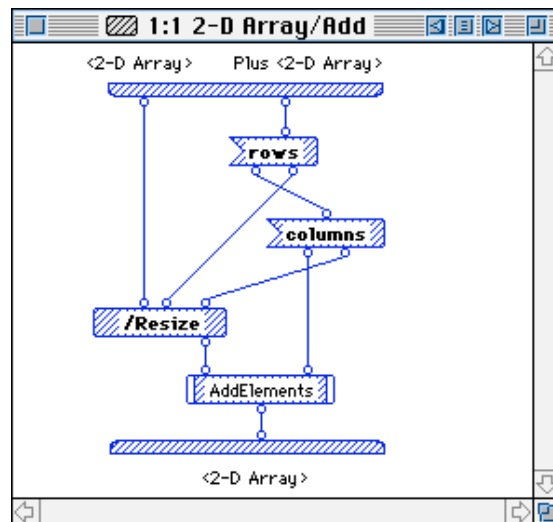 1:1 2-D Array/Add
<2-D Array> Plus <2-D Array>
rows
columns
/Resize
AddElements
<2-D Array>